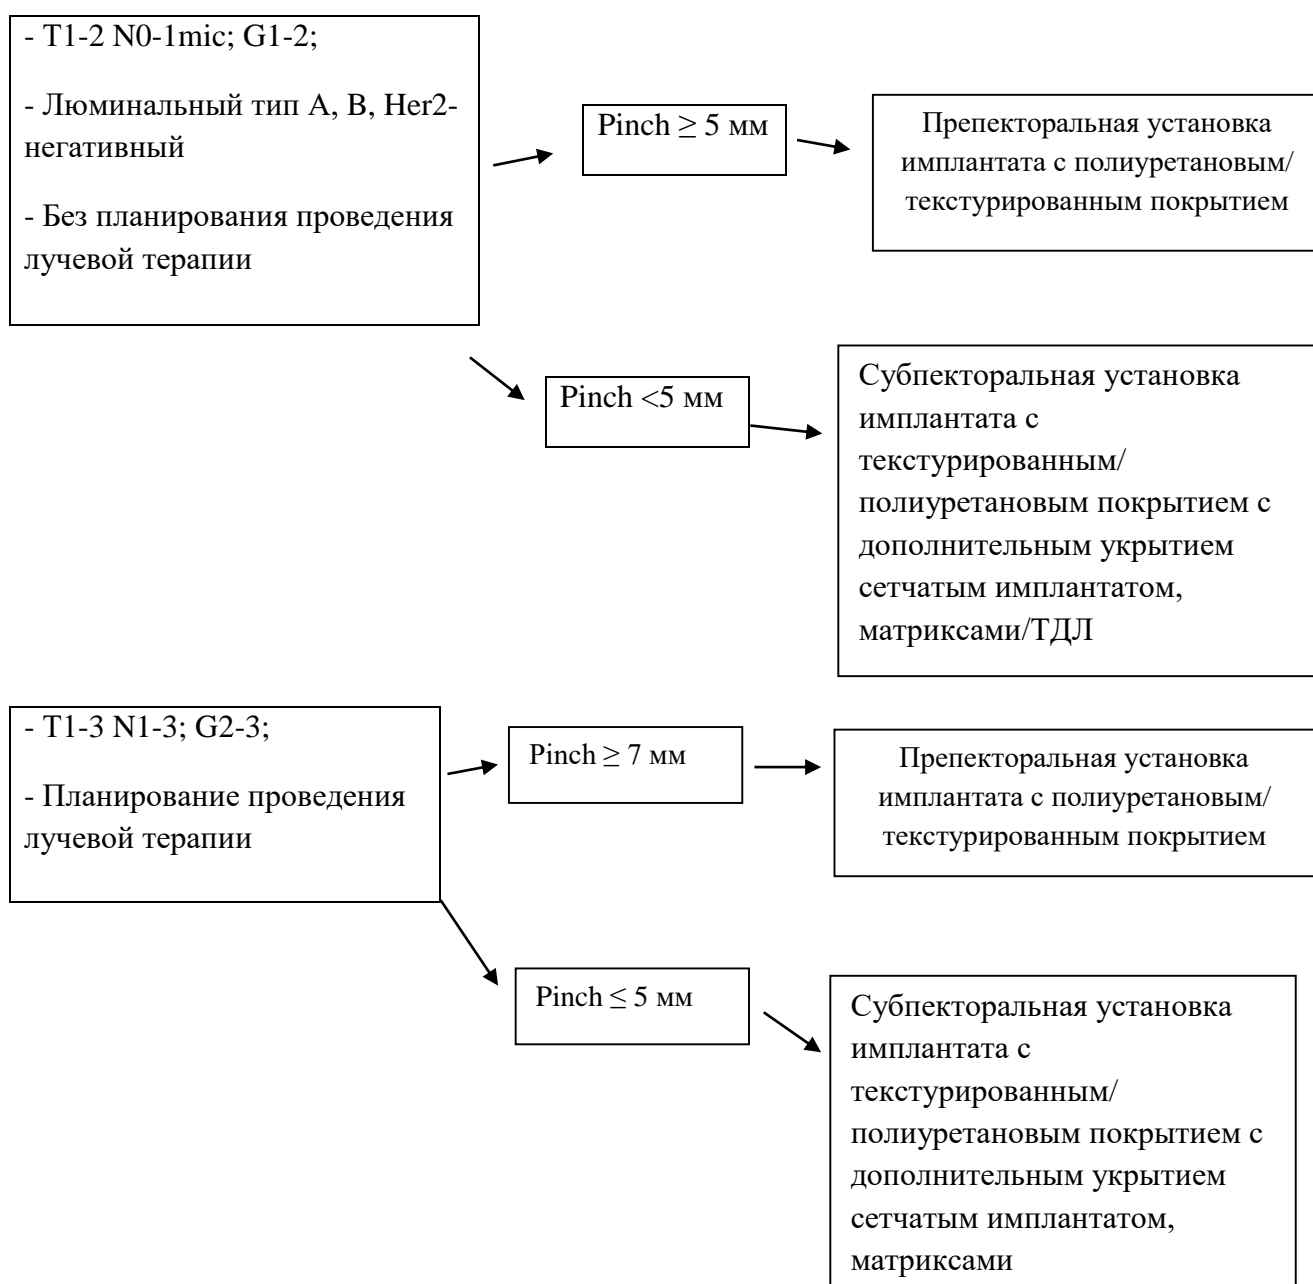 - T1-2 N0-1mic; G1-2;
- Люминальный тип А, В, Her2-
негативный
- Без планирования проведения
лучевой терапии
Pinch ≥ 5 мм
Препекторальная установка
имплантата с полиуретановым/
текстурированным покрытием
Pinch <5 мм
Субпекторальная установка
имплантата с
текстурированным/
полиуретановым покрытием с
дополнительным укрытием
сетчатым имплантатом,
матриксами/ТДЛ
- T1-3 N1-3; G2-3;
- Планирование проведения
лучевой терапии
Pinch ≥ 7 мм
Препекторальная установка
имплантата с полиуретановым/
текстурированным покрытием
Pinch ≤ 5 мм
Субпекторальная установка
имплантата с
текстурированным/
полиуретановым покрытием с
дополнительным укрытием
сетчатым имплантатом,
матриксами